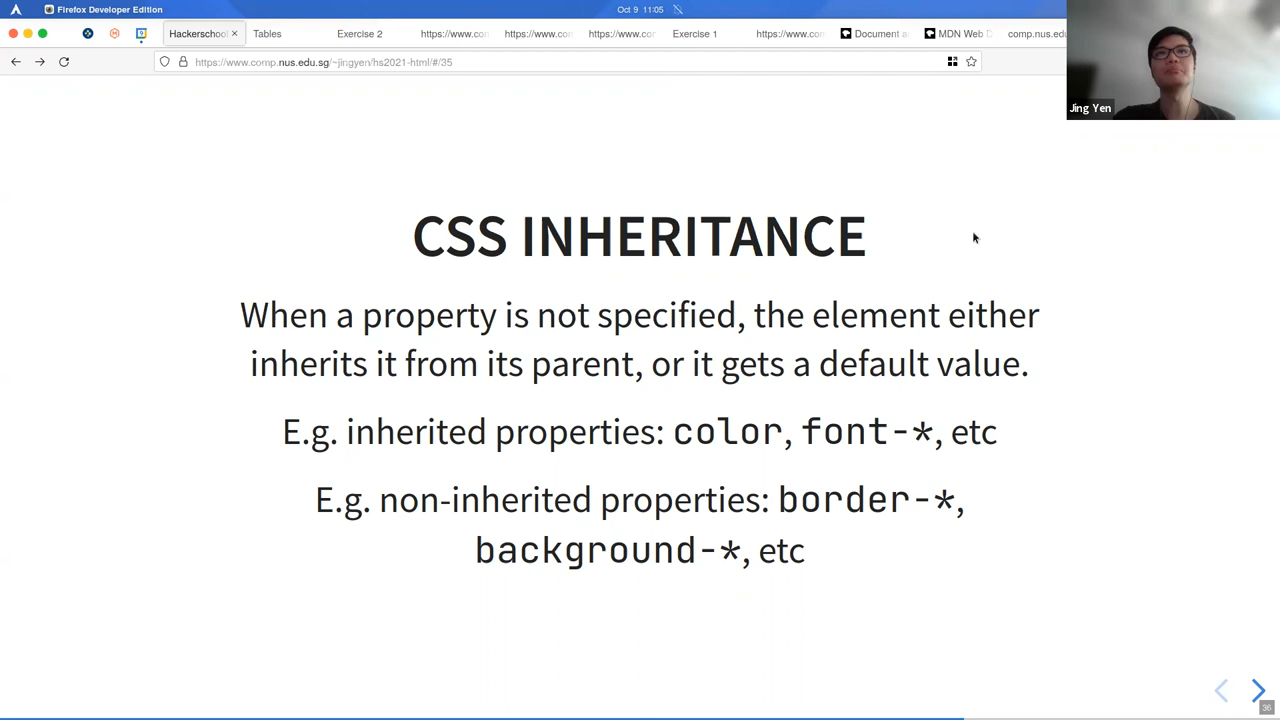 Firefox Developer Edition
Oct 9 11:05
Hackerschool
Tables
Exercise 2
https://www.com
https://www.com
https://www.com
Exercise 1
https://www.com
Document a
MDN Web D
comp.nus.edu
https://www.comp.nus.edu.sg/~jingyen/hs2021-html/#/35
Jing Yen
CSS INHERITANCE
When a property is not specified, the element either
inherits it from its parent, or it gets a default value.
E.g. inherited properties: color, font-*, etc
E.g. non-inherited properties: border-*,
background-*, etc
36